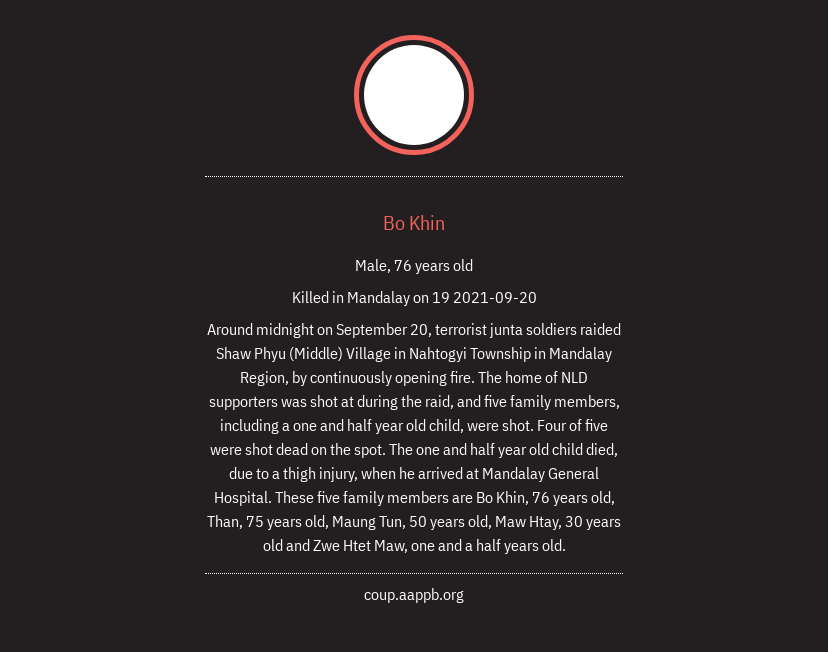 Bo Khin
Male, 76 years old
Killed in Mandalay on 19 2021-09-20
Around midnight on September 20, terrorist junta soldiers raided
Shaw Phyu (Middle) Village in Nahtogyi Township in Mandalay
Region, by continuously opening fire. The home of NLD
supporters was shot at during the raid, and five family members,
including a one and half year old child, were shot. Four of five
were shot dead on the spot. The one and half year old child died,
due to a thigh injury, when he arrived at Mandalay General
Hospital. These five family members are Bo Khin, 76 years old,
Than, 75 years old, Maung Tun, 50 years old, Maw Htay, 30 years
old and Zwe Htet Maw, one and a half years old.
coup.aappb.org